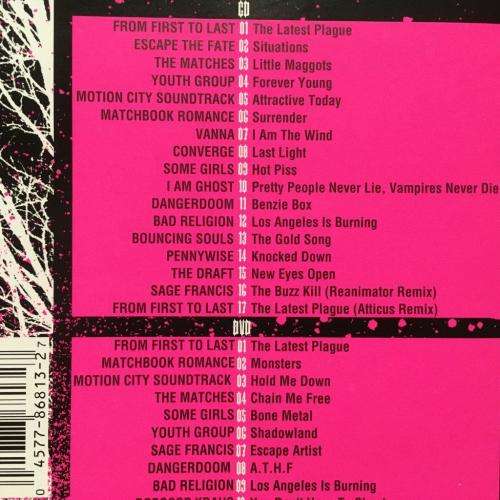 CD
FROM FIRST TO LAST 01 The Latest Plague
ESCAPE THE FATE 02 Situations
THE MATCHES 03 Little Maggots
YOUTH GROUP 04 Forever Young
MOTION CITY SOUNDTRACK 05 Attractive Today
MATCHBOOK ROMANCE 06 Surrender
VANNA 07 I Am The Wind
CONVERGE 08 Last Light
SOME GIRLS 09 Hot Piss
I AM GHOST 10 Pretty People Never Lie, Vampires Never Die
DANGERDOOM 11 Benzie Box
BAD RELIGION 12 Los Angeles Is Burning
BOUNCING SOULS 13 The Gold Song
PENNYWISE 14 Knocked Down
THE DRAFT 15 New Eyes Open
SAGE FRANCIS 16 The Buzz Kill (Reanimator Remix)
FROM FIRST TO LAST 17 The Latest Plague (Atticus Remix)
DVD
FROM FIRST TO LAST 01 The Latest Plague
MATCHBOOK ROMANCE 02 Monsters
MOTION CITY SOUNDTRACK 03 Hold Me Down
THE MATCHES 04 Chain Me Free
SOME GIRLS 05 Bone Metal
YOUTH GROUP 06 Shadowland
SAGE FRANCIS 07 Escape Artist
DANGERDOOM 08 A.T.H.F
BAD RELIGION 09 Los Angeles Is Burning
0 4577-86813-2 7